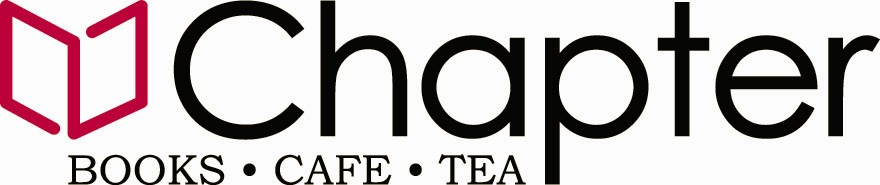 Chapter
BOOKS • CAFE • TEA